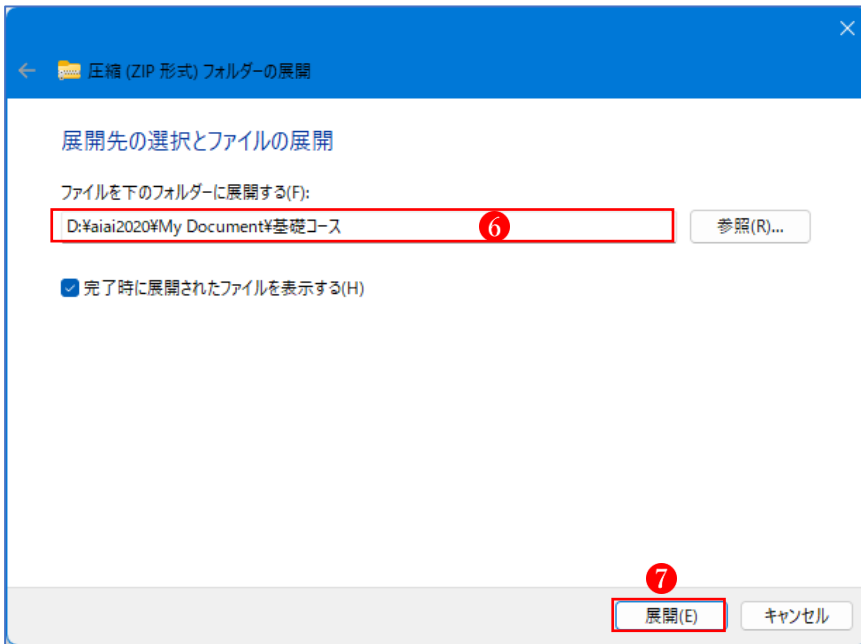 圧縮 (ZIP 形式) フォルダーの展開
展開先の選択とファイルの展開
ファイルを下のフォルダーに展開する(F):
D:¥aiai2020¥My Document¥基礎コース
6
参照(R)...
完了時に展開されたファイルを表示する(H)
7
展開(E)
キャンセル